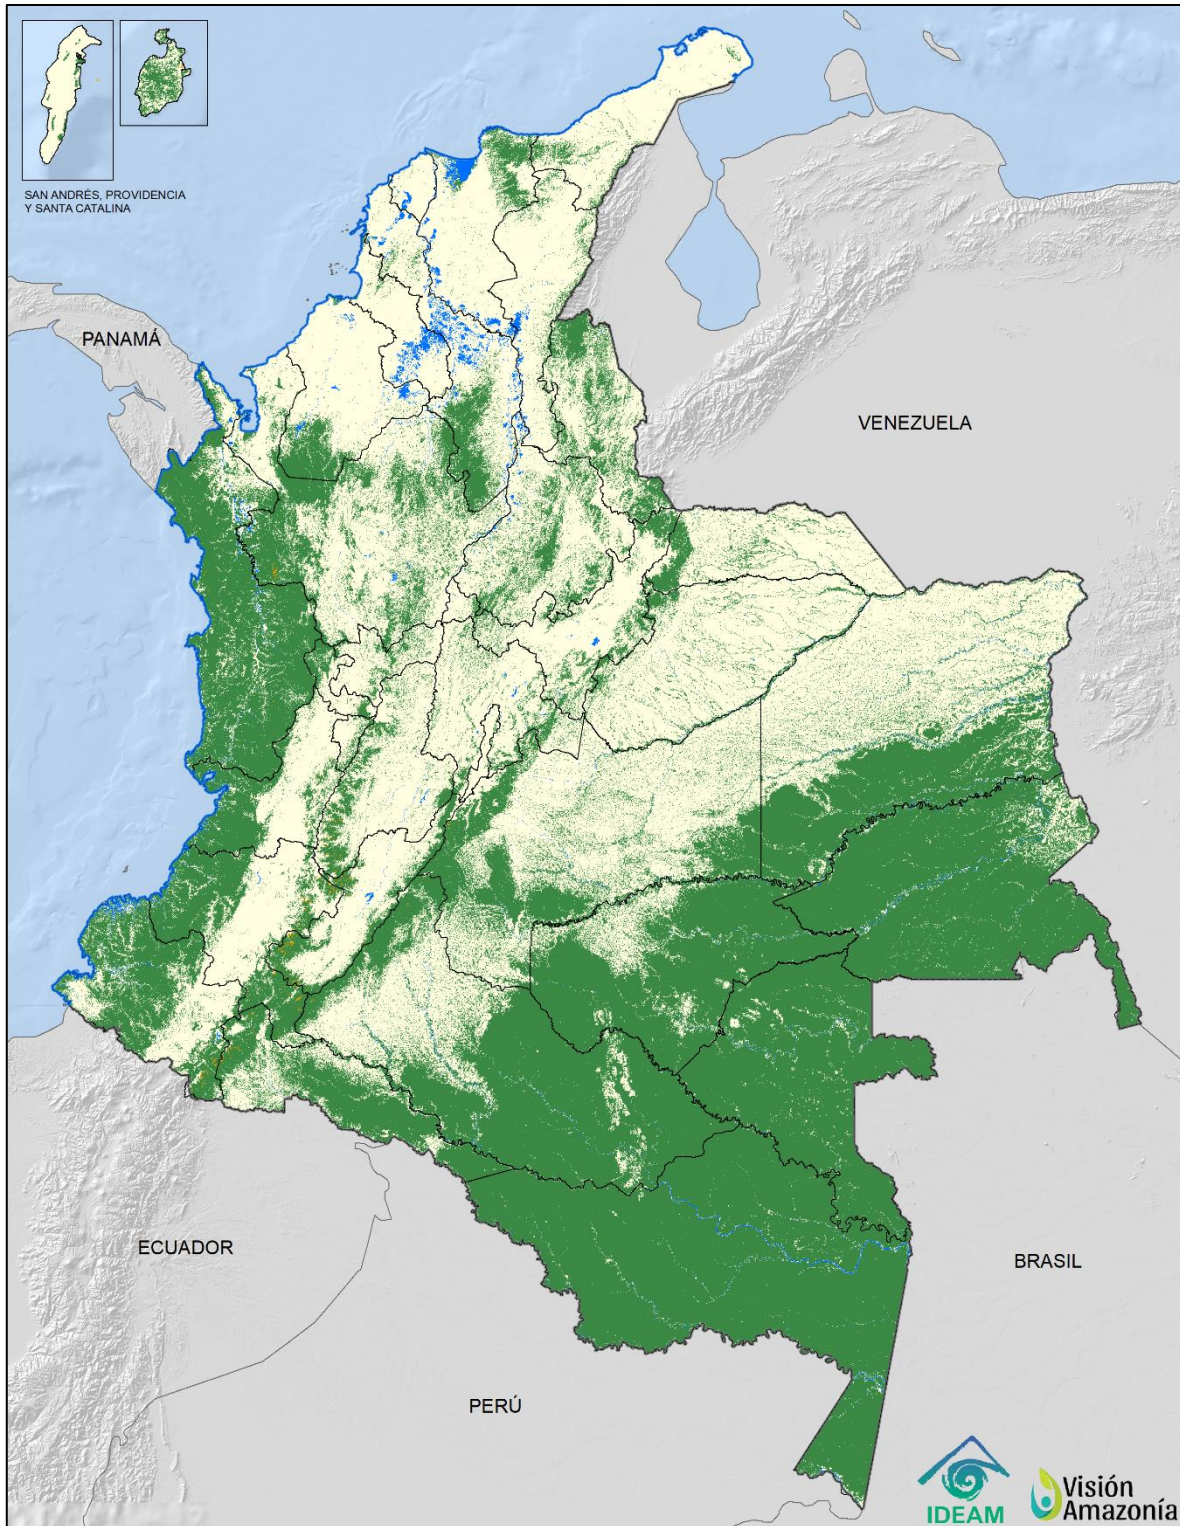 SAN ANDRÉS, PROVIDENCIA
Y SANTA CATALINA
PANAMÁ
VENEZUELA
ECUADOR
BRASIL
PERÚ
IDEAM
Visión
Amazonía